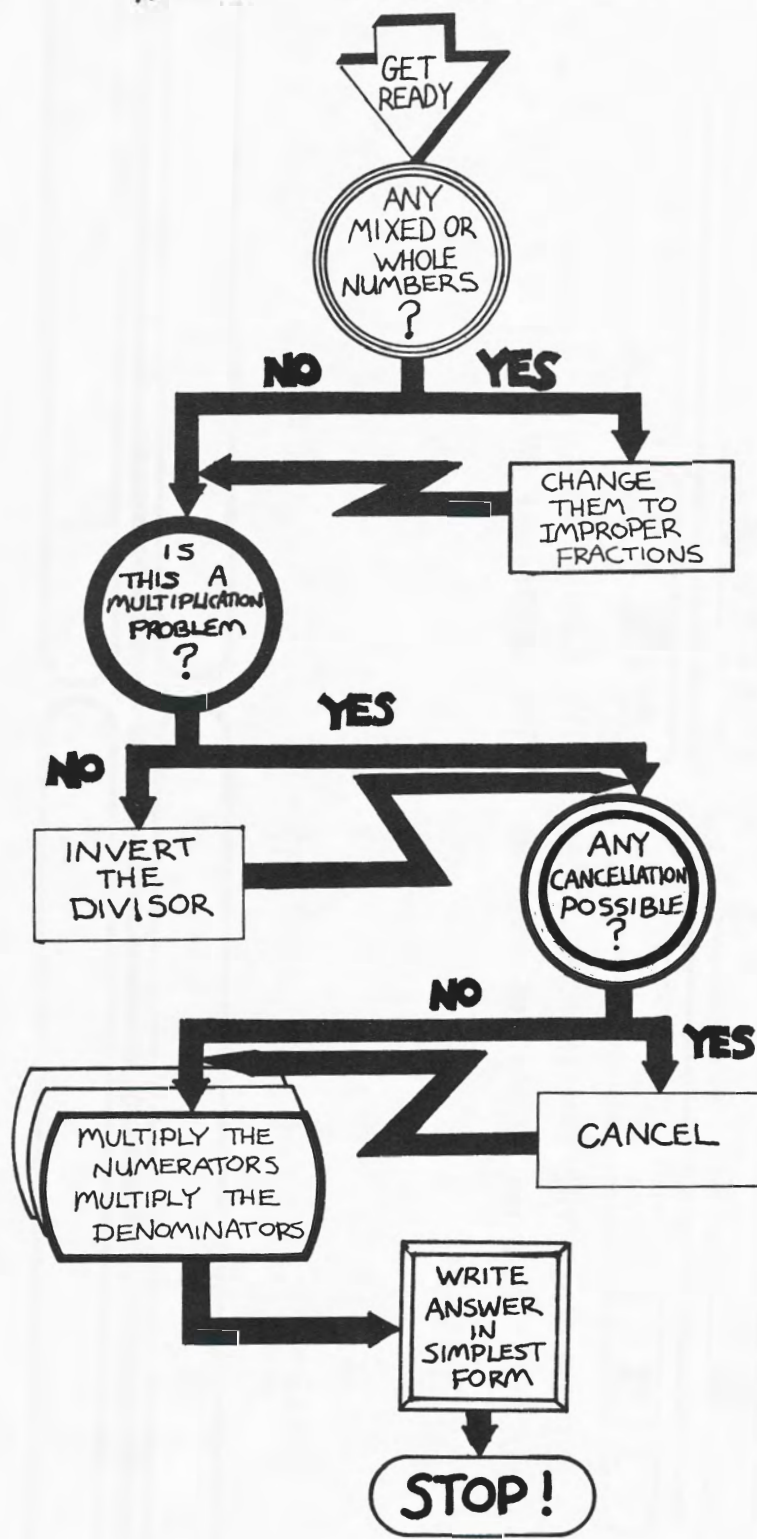 GET
READY
ANY
MIXED OR
WHOLE
NUMBERS
?
NO
YES
CHANGE
THEM TO
IMPROPER
FRACTIONS
IS
THIS A
MULTIPLICATION
PROBLEM
?
YES
NO
INVERT
THE
DIVISOR
ANY
CANCELLATION
POSSIBLE
?
NO
YES
CANCEL
MULTIPLY THE
NUMERATORS
MULTIPLY THE
DENOMINATORS
WRITE
ANSWER
IN
SIMPLEST
FORM
STOP!